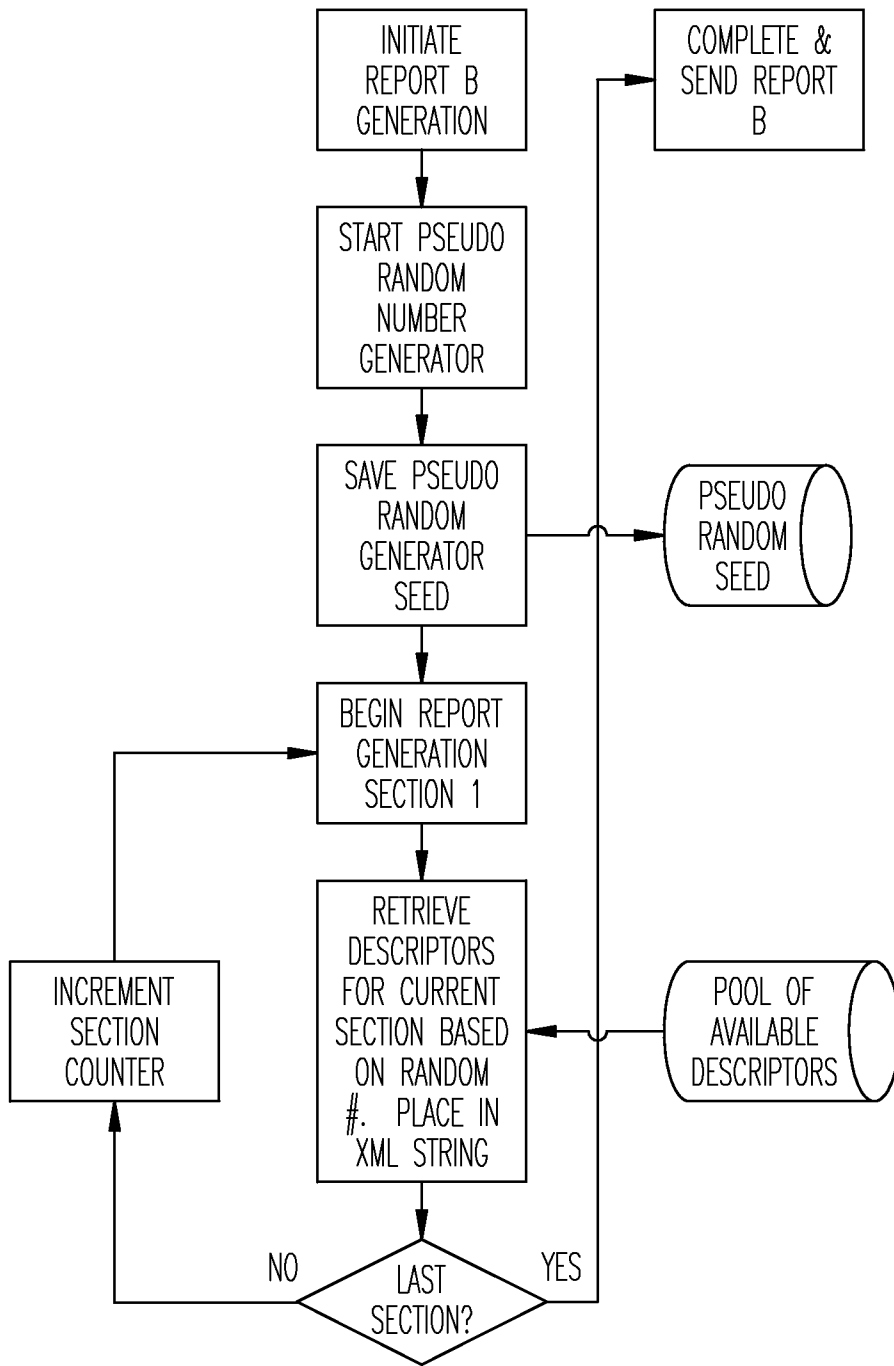 INITIATE
REPORT B
GENERATION
COMPLETE &
SEND REPORT
B
START PSEUDO
RANDOM
NUMBER
GENERATOR
SAVE PSEUDO
RANDOM
GENERATOR
SEED
PSEUDO
RANDOM
SEED
BEGIN REPORT
GENERATION
SECTION 1
RETRIEVE
DESCRIPTORS
FOR CURRENT
SECTION BASED
ON RANDOM
#. PLACE IN
XML STRING
INCREMENT
SECTION
COUNTER
POOL OF
AVAILABLE
DESCRIPTORS
NO
YES
LAST
SECTION?